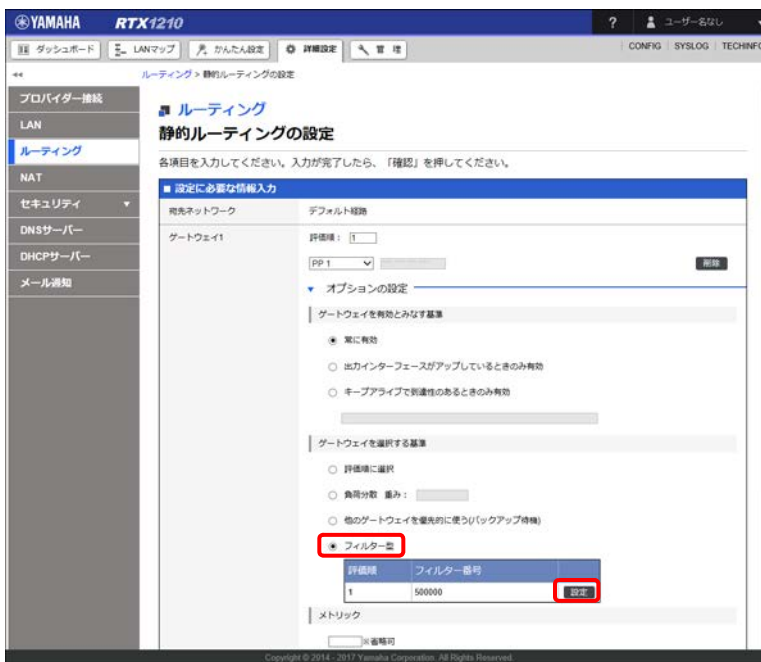 YAMAHA RTX1210 ? ユーザー名なし
ダッシュボード LANマップ かんたん設定 詳細設定 管理 CONFIG SYSLOG TECHINFO
ルーティング > 静的ルーティングの設定
プロバイダー接続
LAN
ルーティング
NAT
セキュリティ
DNSサーバー
DHCPサーバー
メール通知
ルーティング
静的ルーティングの設定
各項目を入力してください。入力が完了したら、「確認」を押してください。
■ 設定に必要な情報入力
宛先ネットワーク デフォルト経路
ゲートウェイ1 評価順: 1
PP 1 削除
オプションの設定
ゲートウェイを有効とみなす基準
常に有効
出力インターフェースがアップしているときのみ有効
キープアライブで到達性のあるときのみ有効
ゲートウェイを選択する基準
評価順に選択
負荷分散 重み:
他のゲートウェイを優先的に使う(バックアップ待機)
フィルター型
評価順 フィルター番号
1 500000 設定
メトリック
※省略可
Copyright © 2014 - 2017 Yamaha Corporation. All Rights Reserved.